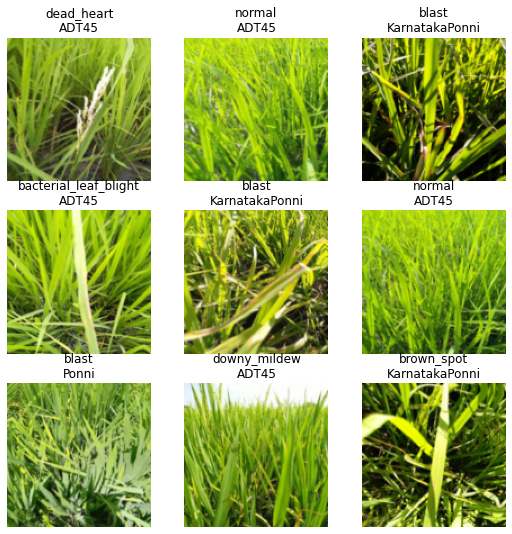 dead_heart
ADT45
normal
ADT45
blast
KarnatakaPonni
bacterial_leaf_blight
ADT45
blast
KarnatakaPonni
normal
ADT45
blast
Ponni
downy_mildew
ADT45
brown_spot
KarnatakaPonni